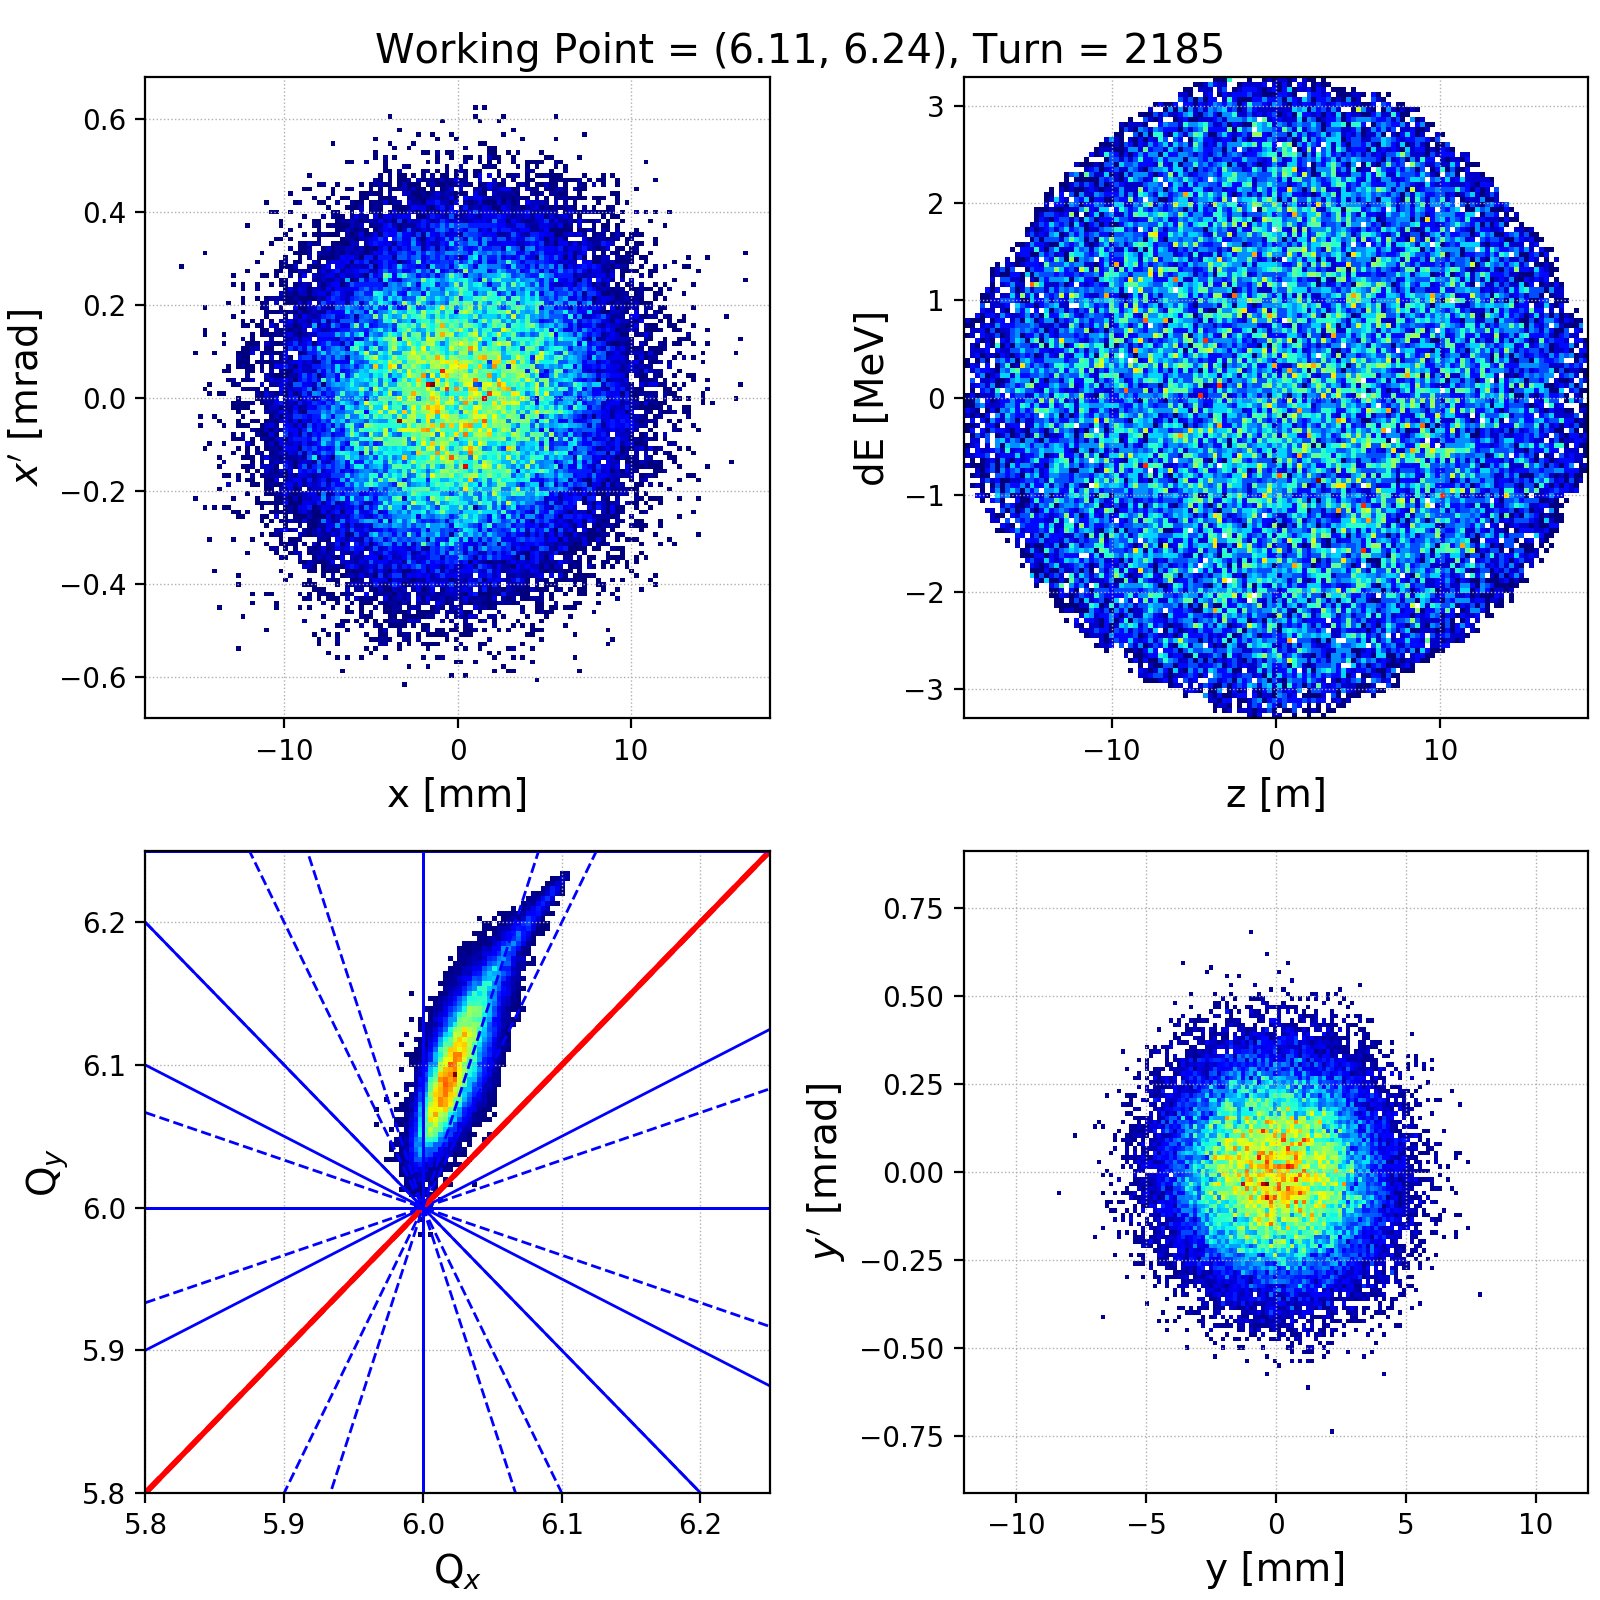 Working Point = (6.11, 6.24), Turn = 2185
0.6
0.4
0.2
0.0
−0.2
−0.4
−0.6
x′ [mrad]
−10 0 10
x [mm]
3
2
1
0
−1
−2
−3
dE [MeV]
−10 0 10
z [m]
6.2
6.1
6.0
5.9
5.8
Qy
5.8 5.9 6.0 6.1 6.2
Qx
0.75
0.50
0.25
0.00
−0.25
−0.50
−0.75
y′ [mrad]
−10 −5 0 5 10
y [mm]